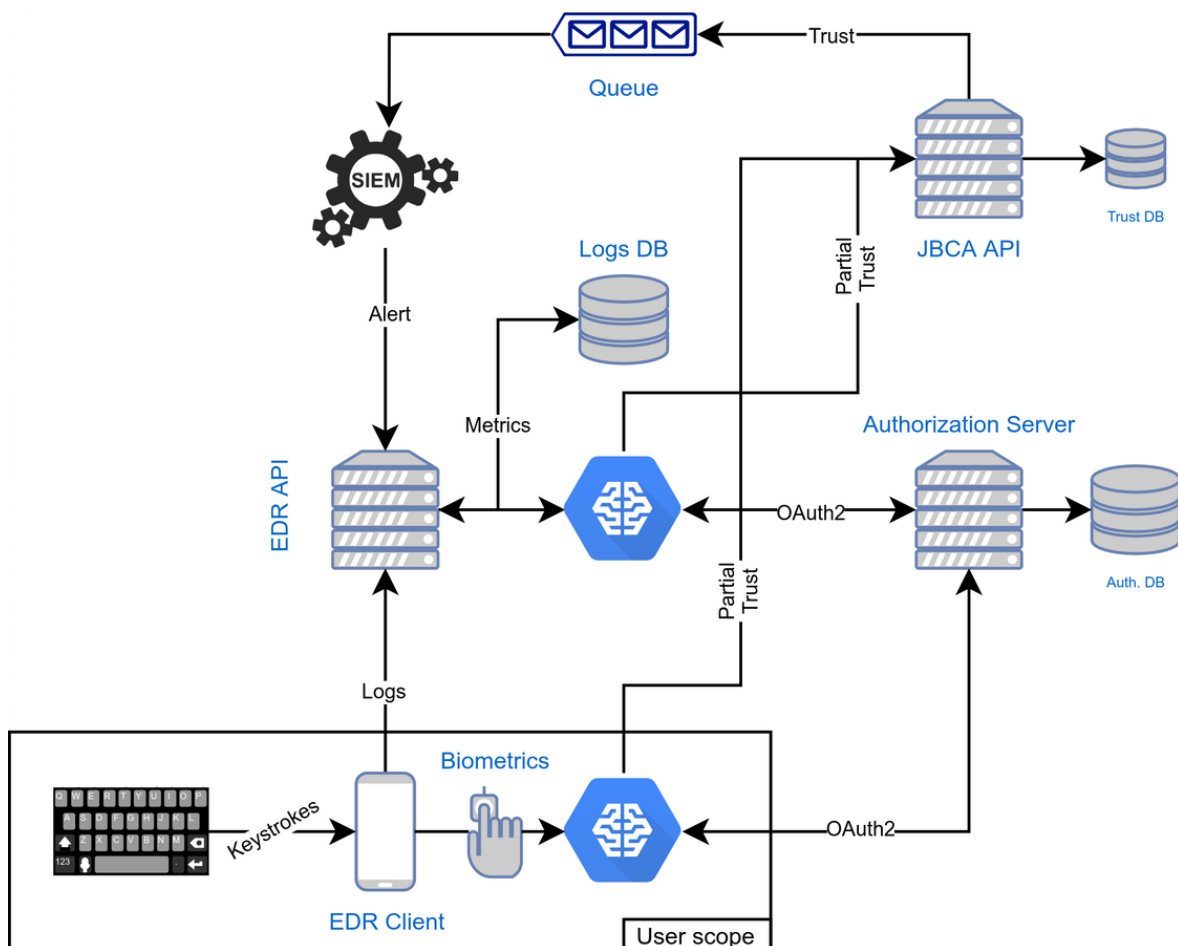 Trust
Queue
SIEM
JBCA API
Trust DB
Logs DB
Partial
Trust
Alert
Metrics
Authorization Server
EDR API
OAuth2
Auth. DB
Partial
Trust
Logs
Biometrics
Q W E R T Y U I O P
A S D F G H J K L
Z X C V B N M
123 .
Keystrokes
OAuth2
EDR Client
User scope